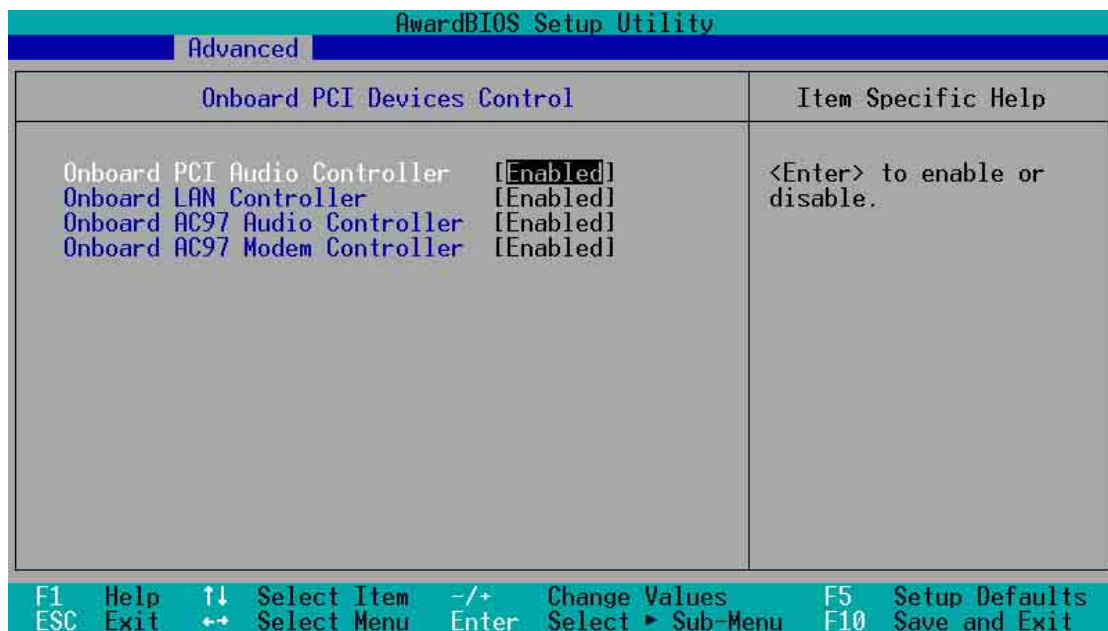 AwardBIOS Setup Utility
Advanced
Onboard PCI Devices Control
Item Specific Help
Onboard PCI Audio Controller [Enabled]
Onboard LAN Controller [Enabled]
Onboard AC97 Audio Controller [Enabled]
Onboard AC97 Modem Controller [Enabled]
<Enter> to enable or
disable.
F1 Help ↑↓ Select Item -/+ Change Values F5 Setup Defaults
ESC Exit ←→ Select Menu Enter Select ► Sub-Menu F10 Save and Exit